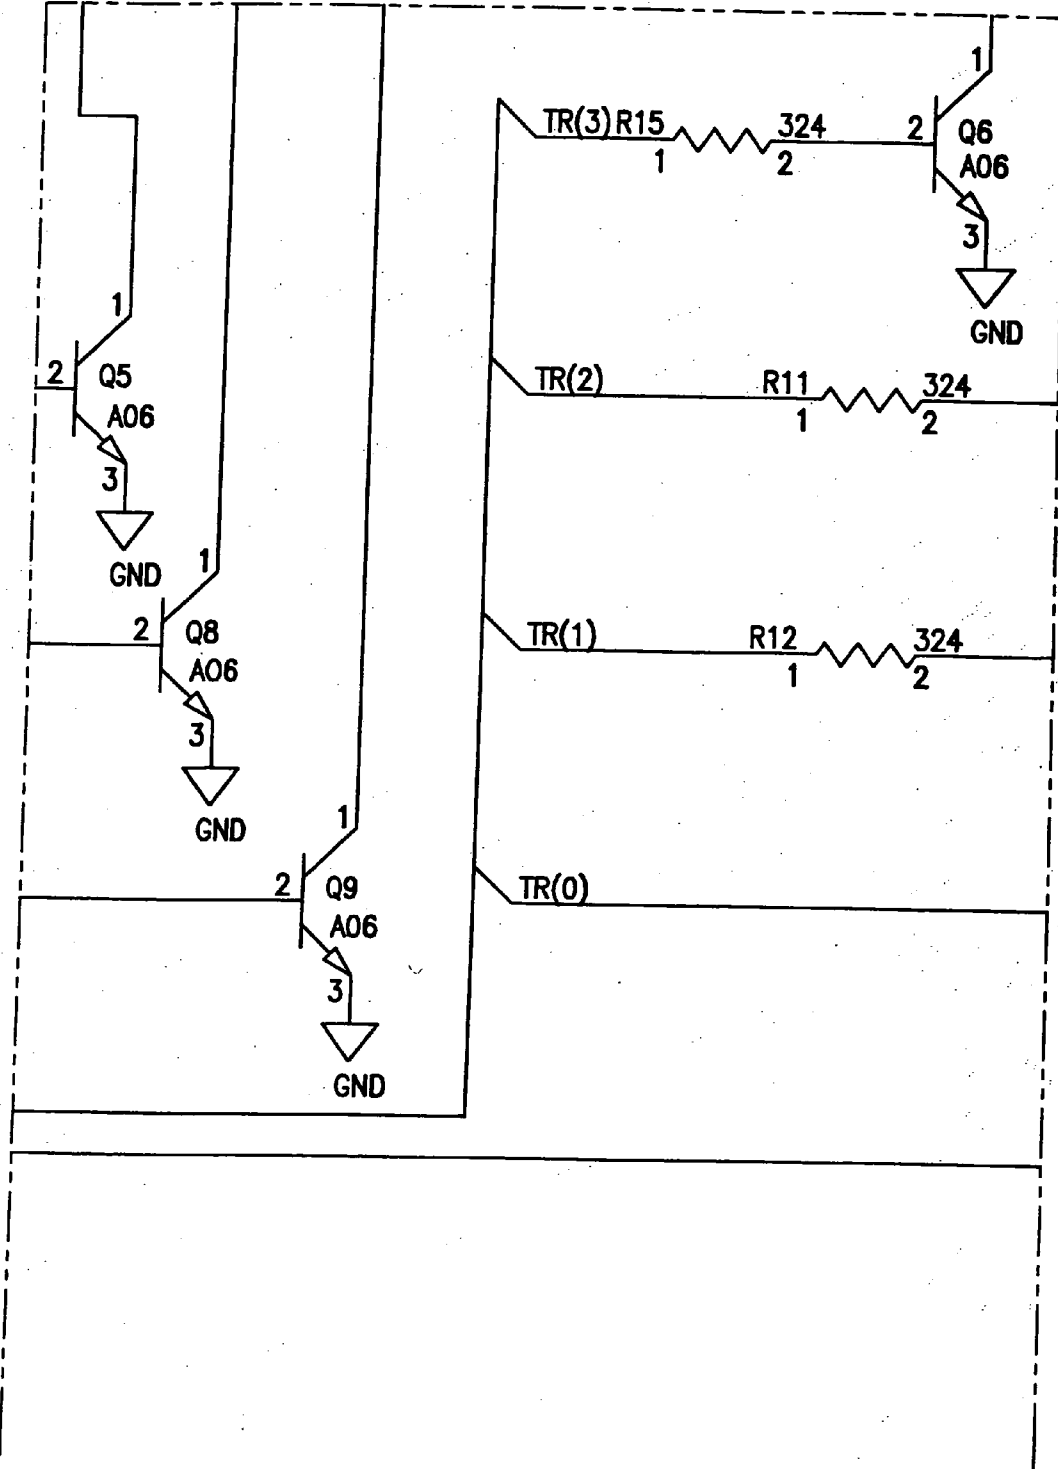 1
TR(3) R15 324 2 Q6
1 2 A06
3
GND
1
2 Q5 TR(2) R11 324
A06 1 2
3
GND
1
2 Q8 TR(1) R12 324
A06 1 2
3
GND
1
2 Q9 TR(0)
A06
3
GND